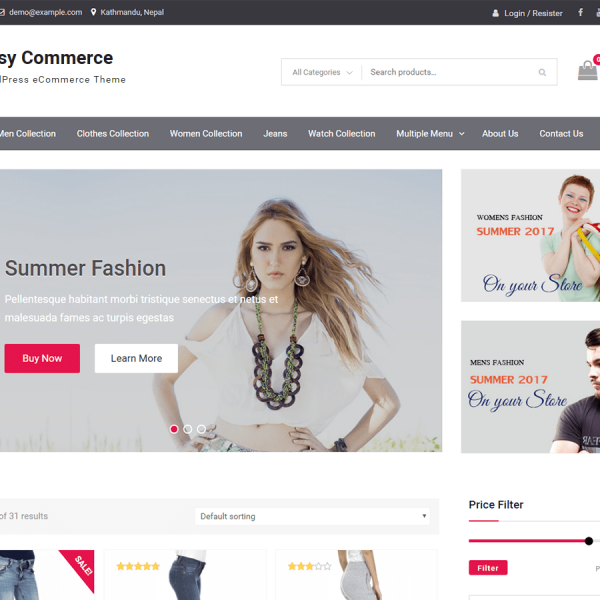 demo@example.com Kathmandu, Nepal Login / Resister
sy Commerce
Press eCommerce Theme
All Categories Search products..
Men Collection Clothes Collection Women Collection Jeans Watch Collection Multiple Menu About Us Contact Us
WOMENS FASHION
SUMMER 2017
On your Store
Summer Fashion
Pellentesque habitant morbi tristique senectus et netus et
malesuada fames ac turpis egestas
Buy Now Learn More
MENS FASHION
SUMMER 2017
On your Store
of 31 results Default sorting
Price Filter
SALE!
Filter